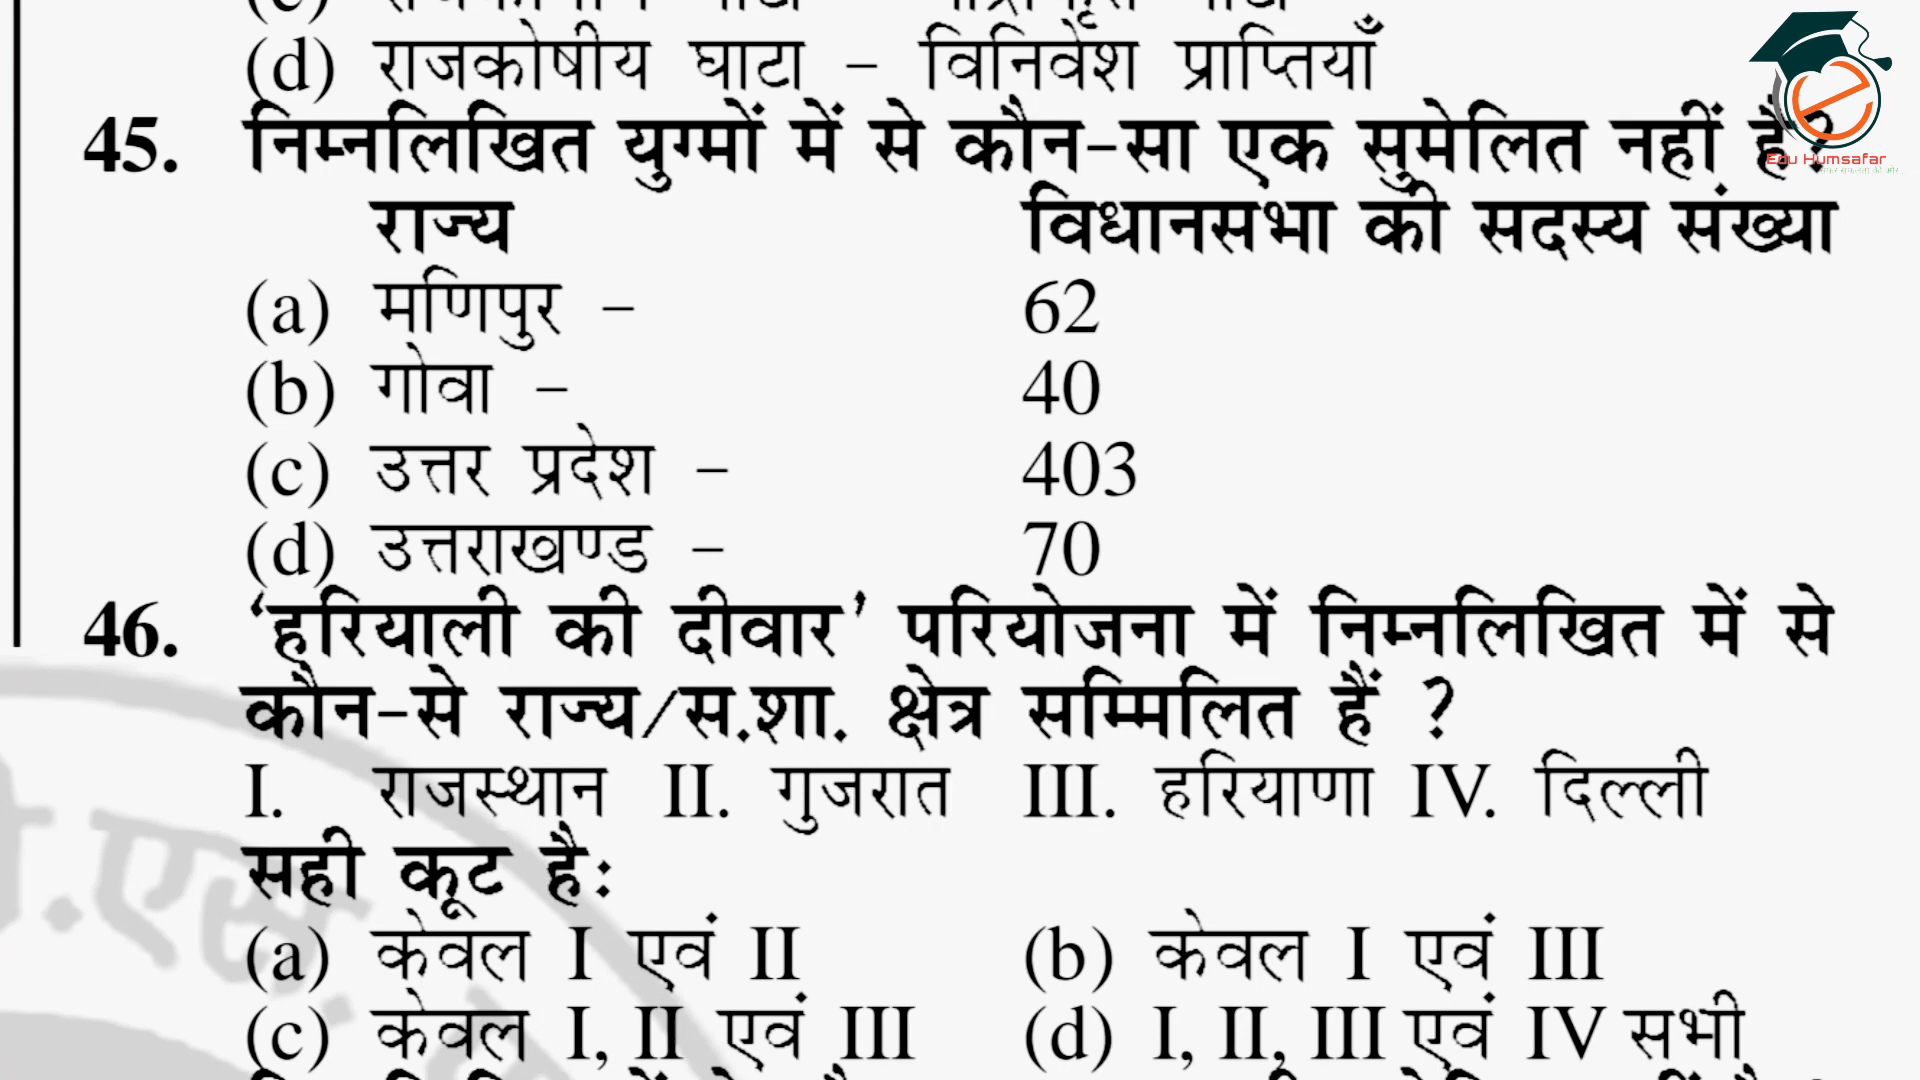 (d) राजकोषीय घाटा – विनिवेश प्राप्तियाँ
45. निम्नलिखित युग्मों में से कौन-सा एक सुमेलित नहीं है?
राज्य विधानसभा की सदस्य संख्या
(a) मणिपुर – 62
(b) गोवा – 40
(c) उत्तर प्रदेश – 403
(d) उत्तराखण्ड – 70
46. ‘हरियाली की दीवार’ परियोजना में निम्नलिखित में से
कौन-से राज्य/स.शा. क्षेत्र सम्मिलित हैं ?
I. राजस्थान II. गुजरात III. हरियाणा IV. दिल्ली
सही कूट है:
(a) केवल I एवं II (b) केवल I एवं III
(c) केवल I, II एवं III (d) I, II, III एवं IV सभी
Edu Humsafar